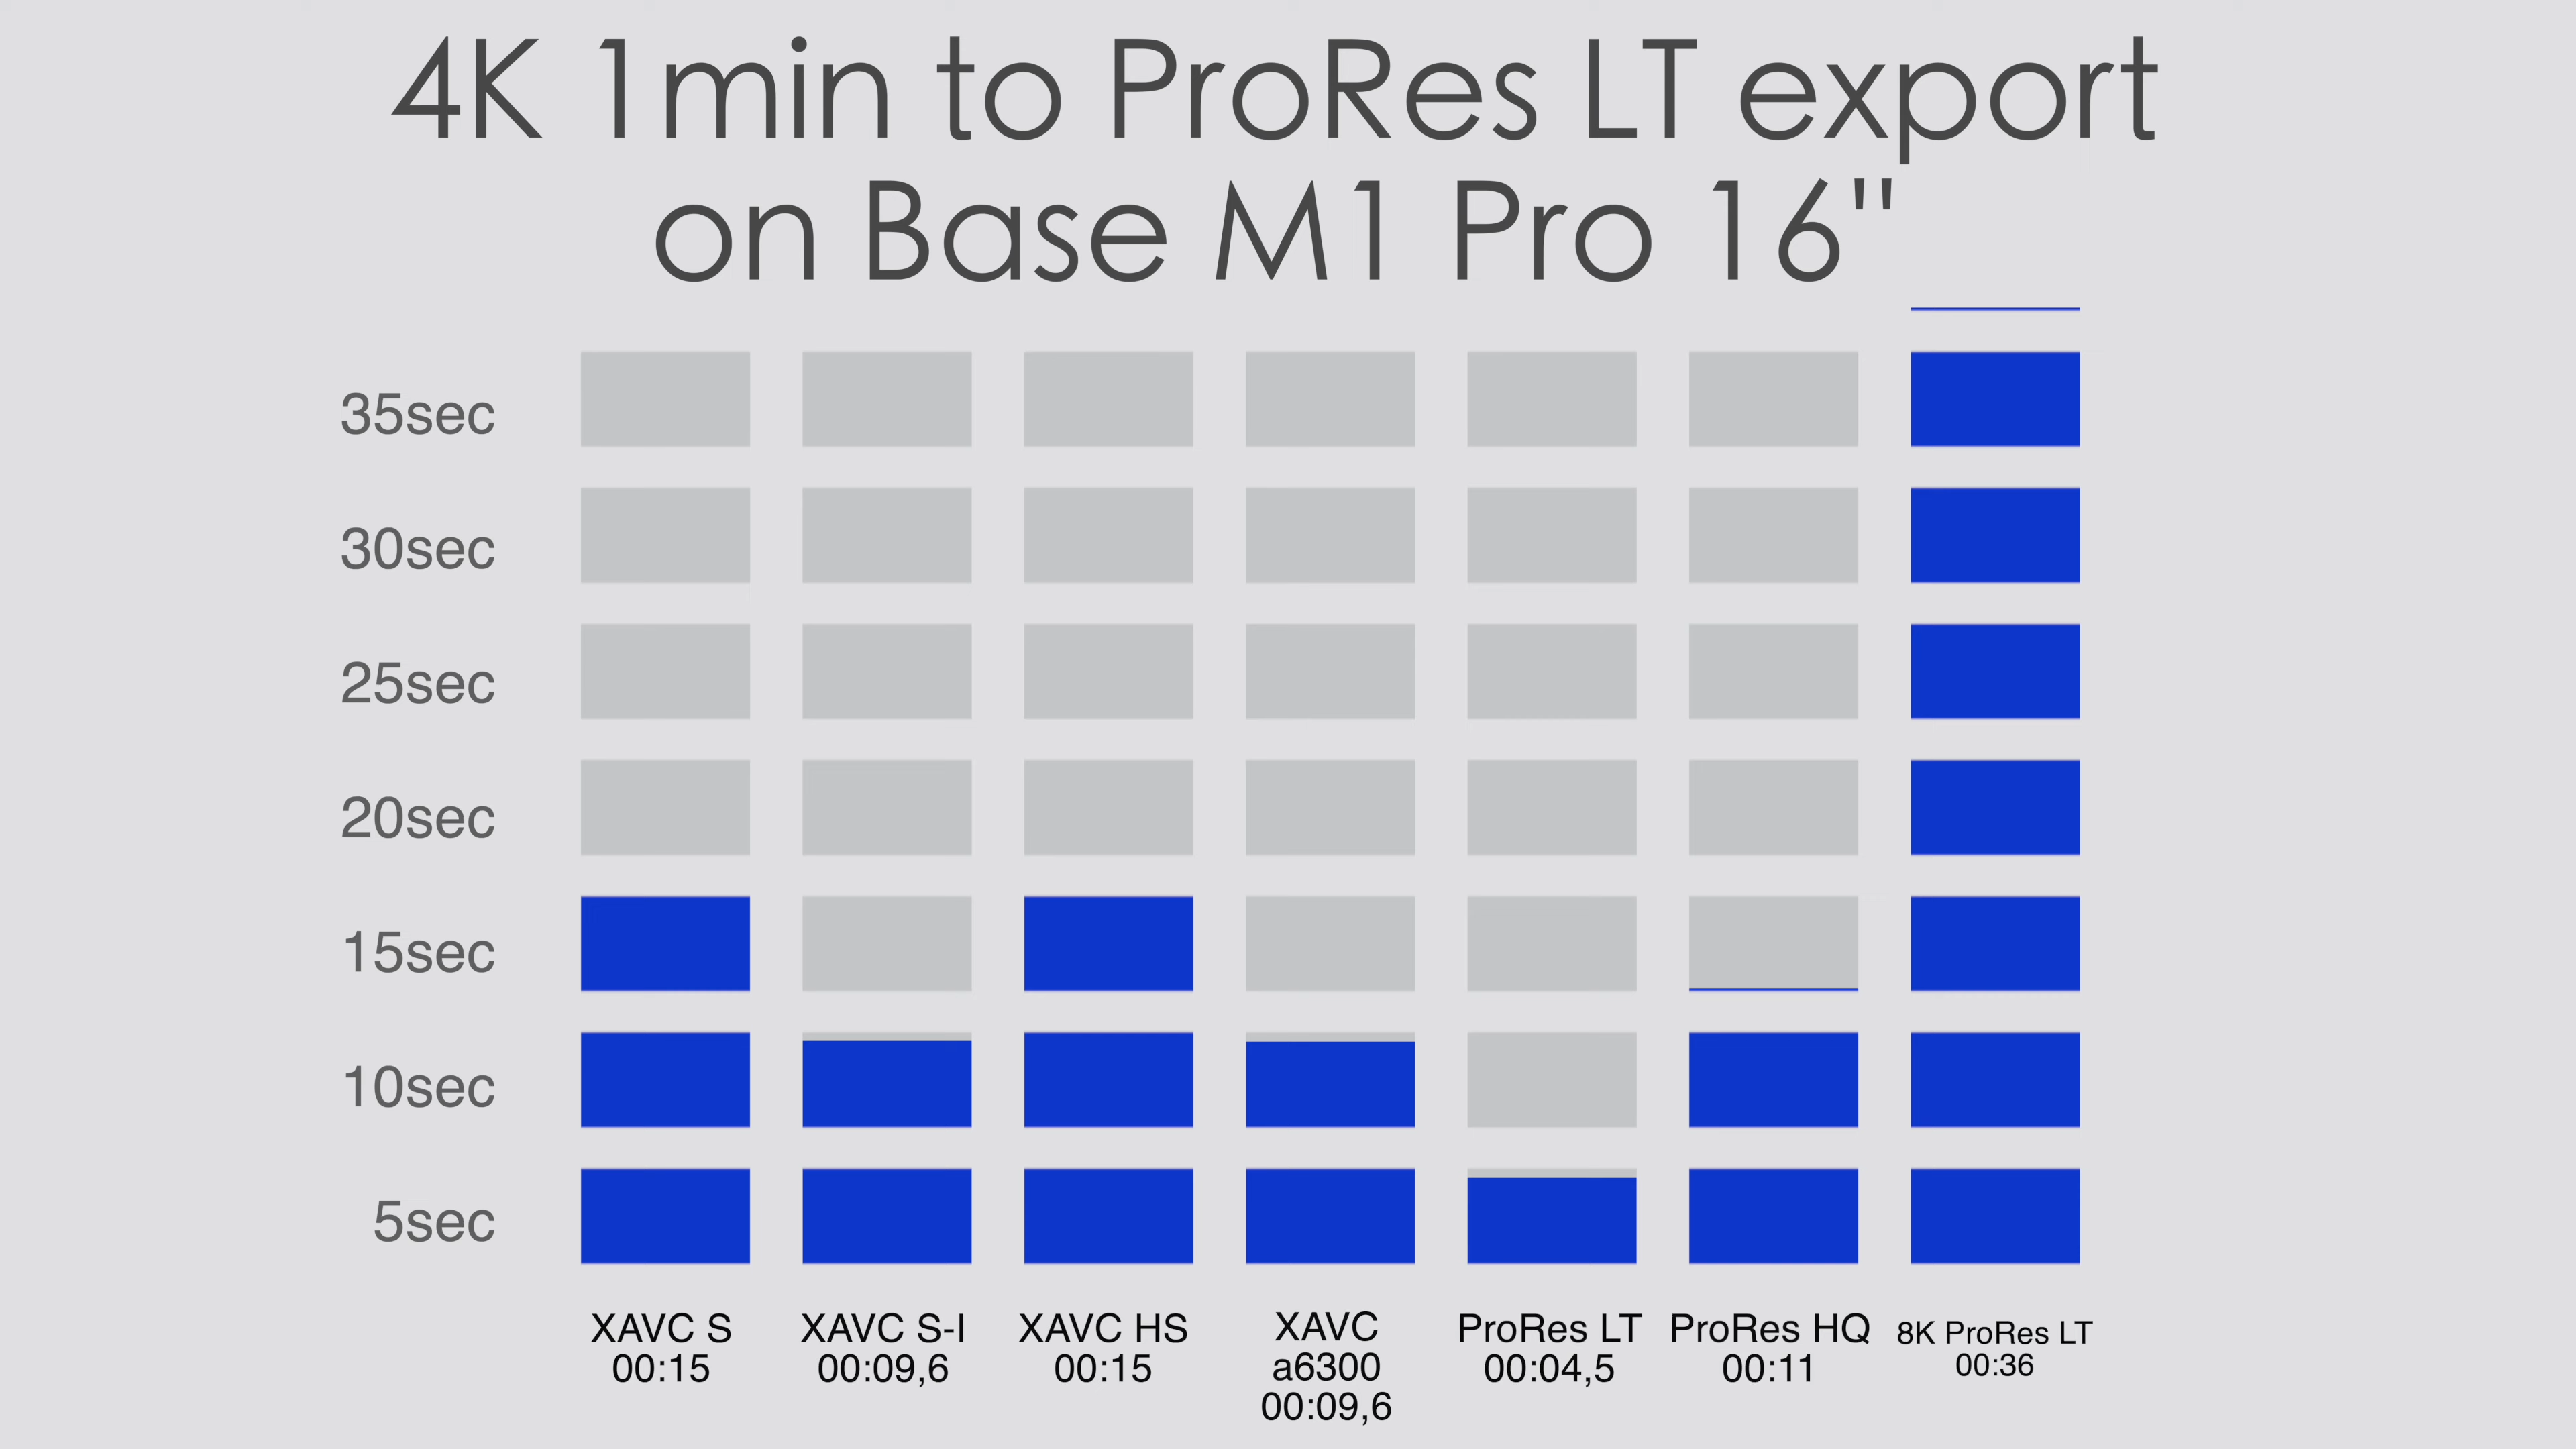 4K 1min to ProRes LT export
on Base M1 Pro 16"
35sec
30sec
25sec
20sec
15sec
10sec
5sec
XAVC S
00:15
XAVC S-I
00:09,6
XAVC HS
00:15
XAVC
a6300
00:09,6
ProRes LT
00:04,5
ProRes HQ
00:11
8K ProRes LT
00:36